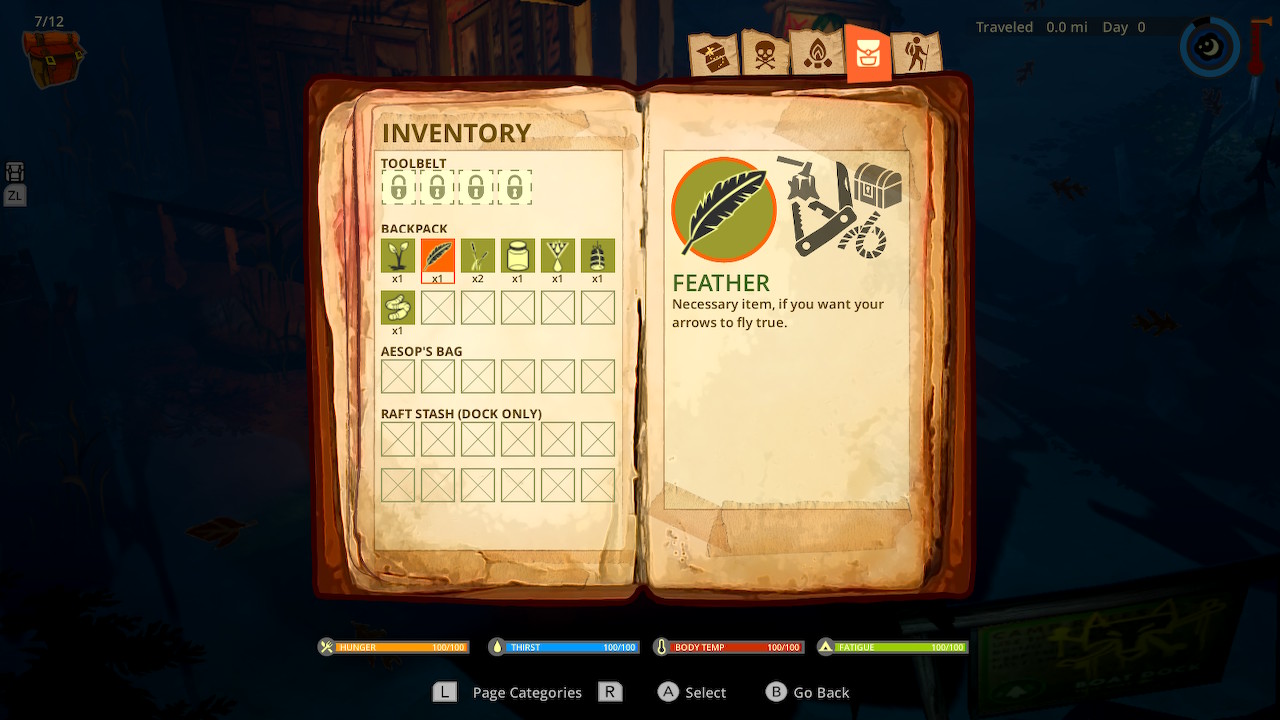 7/12
Traveled 0.0 mi Day 0
ZL
INVENTORY
TOOLBELT
BACKPACK
x1 x1 x2 x1 x1 x1
x1
AESOP'S BAG
RAFT STASH (DOCK ONLY)
FEATHER
Necessary item, if you want your
arrows to fly true.
HUNGER 100/100 THIRST 100/100 BODY TEMP 100/100 FATIGUE 100/100
L Page Categories R A Select B Go Back